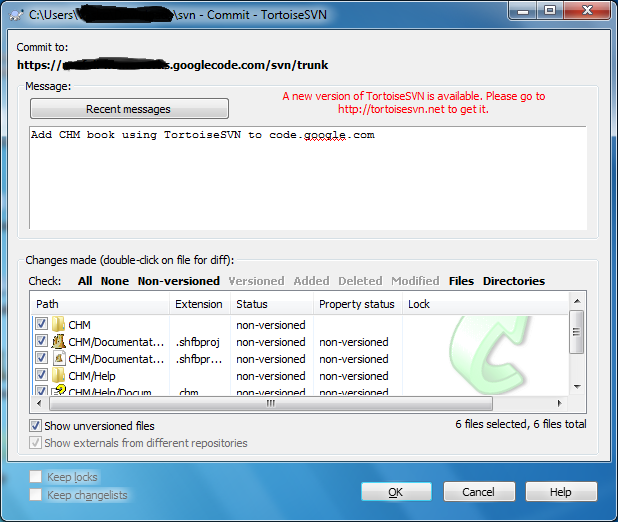 C:\Users\ \svn - Commit - TortoiseSVN
Commit to:
https:// s.googlecode.com/svn/trunk
Message:
Recent messages
A new version of TortoiseSVN is available. Please go to
http://tortoisesvn.net to get it.
Add CHM book using TortoiseSVN to code.google.com
Changes made (double-click on file for diff):
Check: All None Non-versioned Versioned Added Deleted Modified Files Directories
Path Extension Status Property status Lock
CHM non-versioned
CHM/Documentat... .shfbproj non-versioned non-versioned
CHM/Documentat... .shfbpr... non-versioned non-versioned
CHM/Help non-versioned non-versioned
CHM/Help/Docum... .chm non-versioned non-versioned
Show unversioned files
6 files selected, 6 files total
Show externals from different repositories
Keep locks
Keep changelists
OK Cancel Help